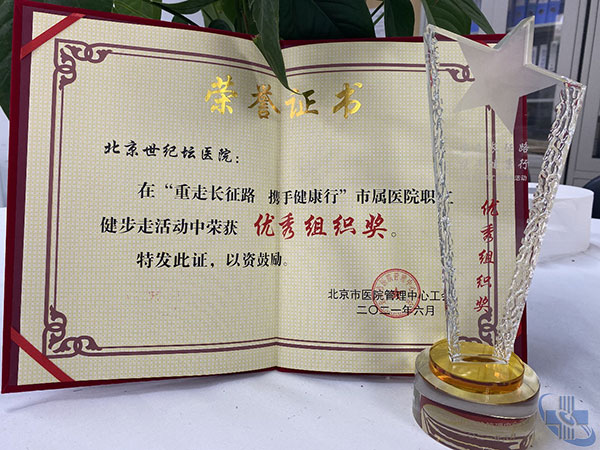 荣誉证书
北京世纪坛医院：
在“重走长征路 携手健康行”市属医院职工
健步走活动中荣获 优秀组织奖。
特发此证，以资鼓励。
北京市医院管理中心工会
二〇二一年六月
路
行
优秀组织奖